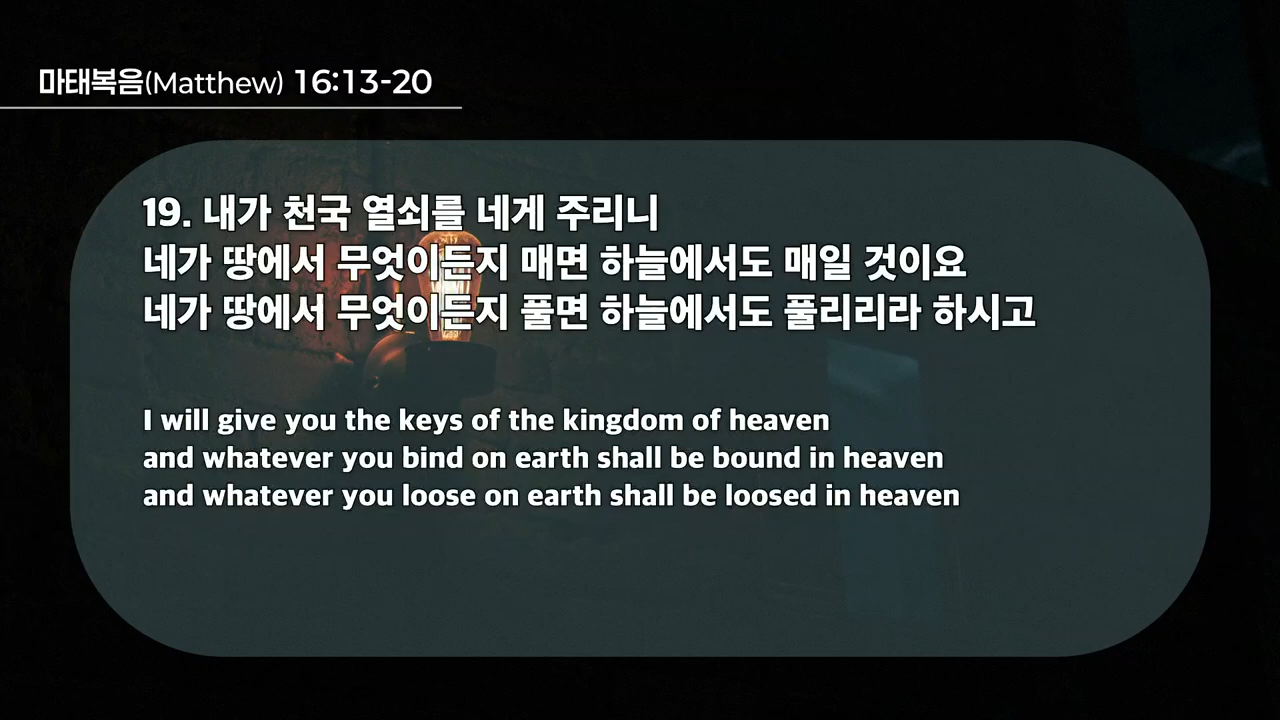 마태복음(Matthew) 16:13-20
19. 내가 천국 열쇠를 네게 주리니
네가 땅에서 무엇이든지 매면 하늘에서도 매일 것이요
네가 땅에서 무엇이든지 풀면 하늘에서도 풀리리라 하시고
I will give you the keys of the kingdom of heaven
and whatever you bind on earth shall be bound in heaven
and whatever you loose on earth shall be loosed in heaven